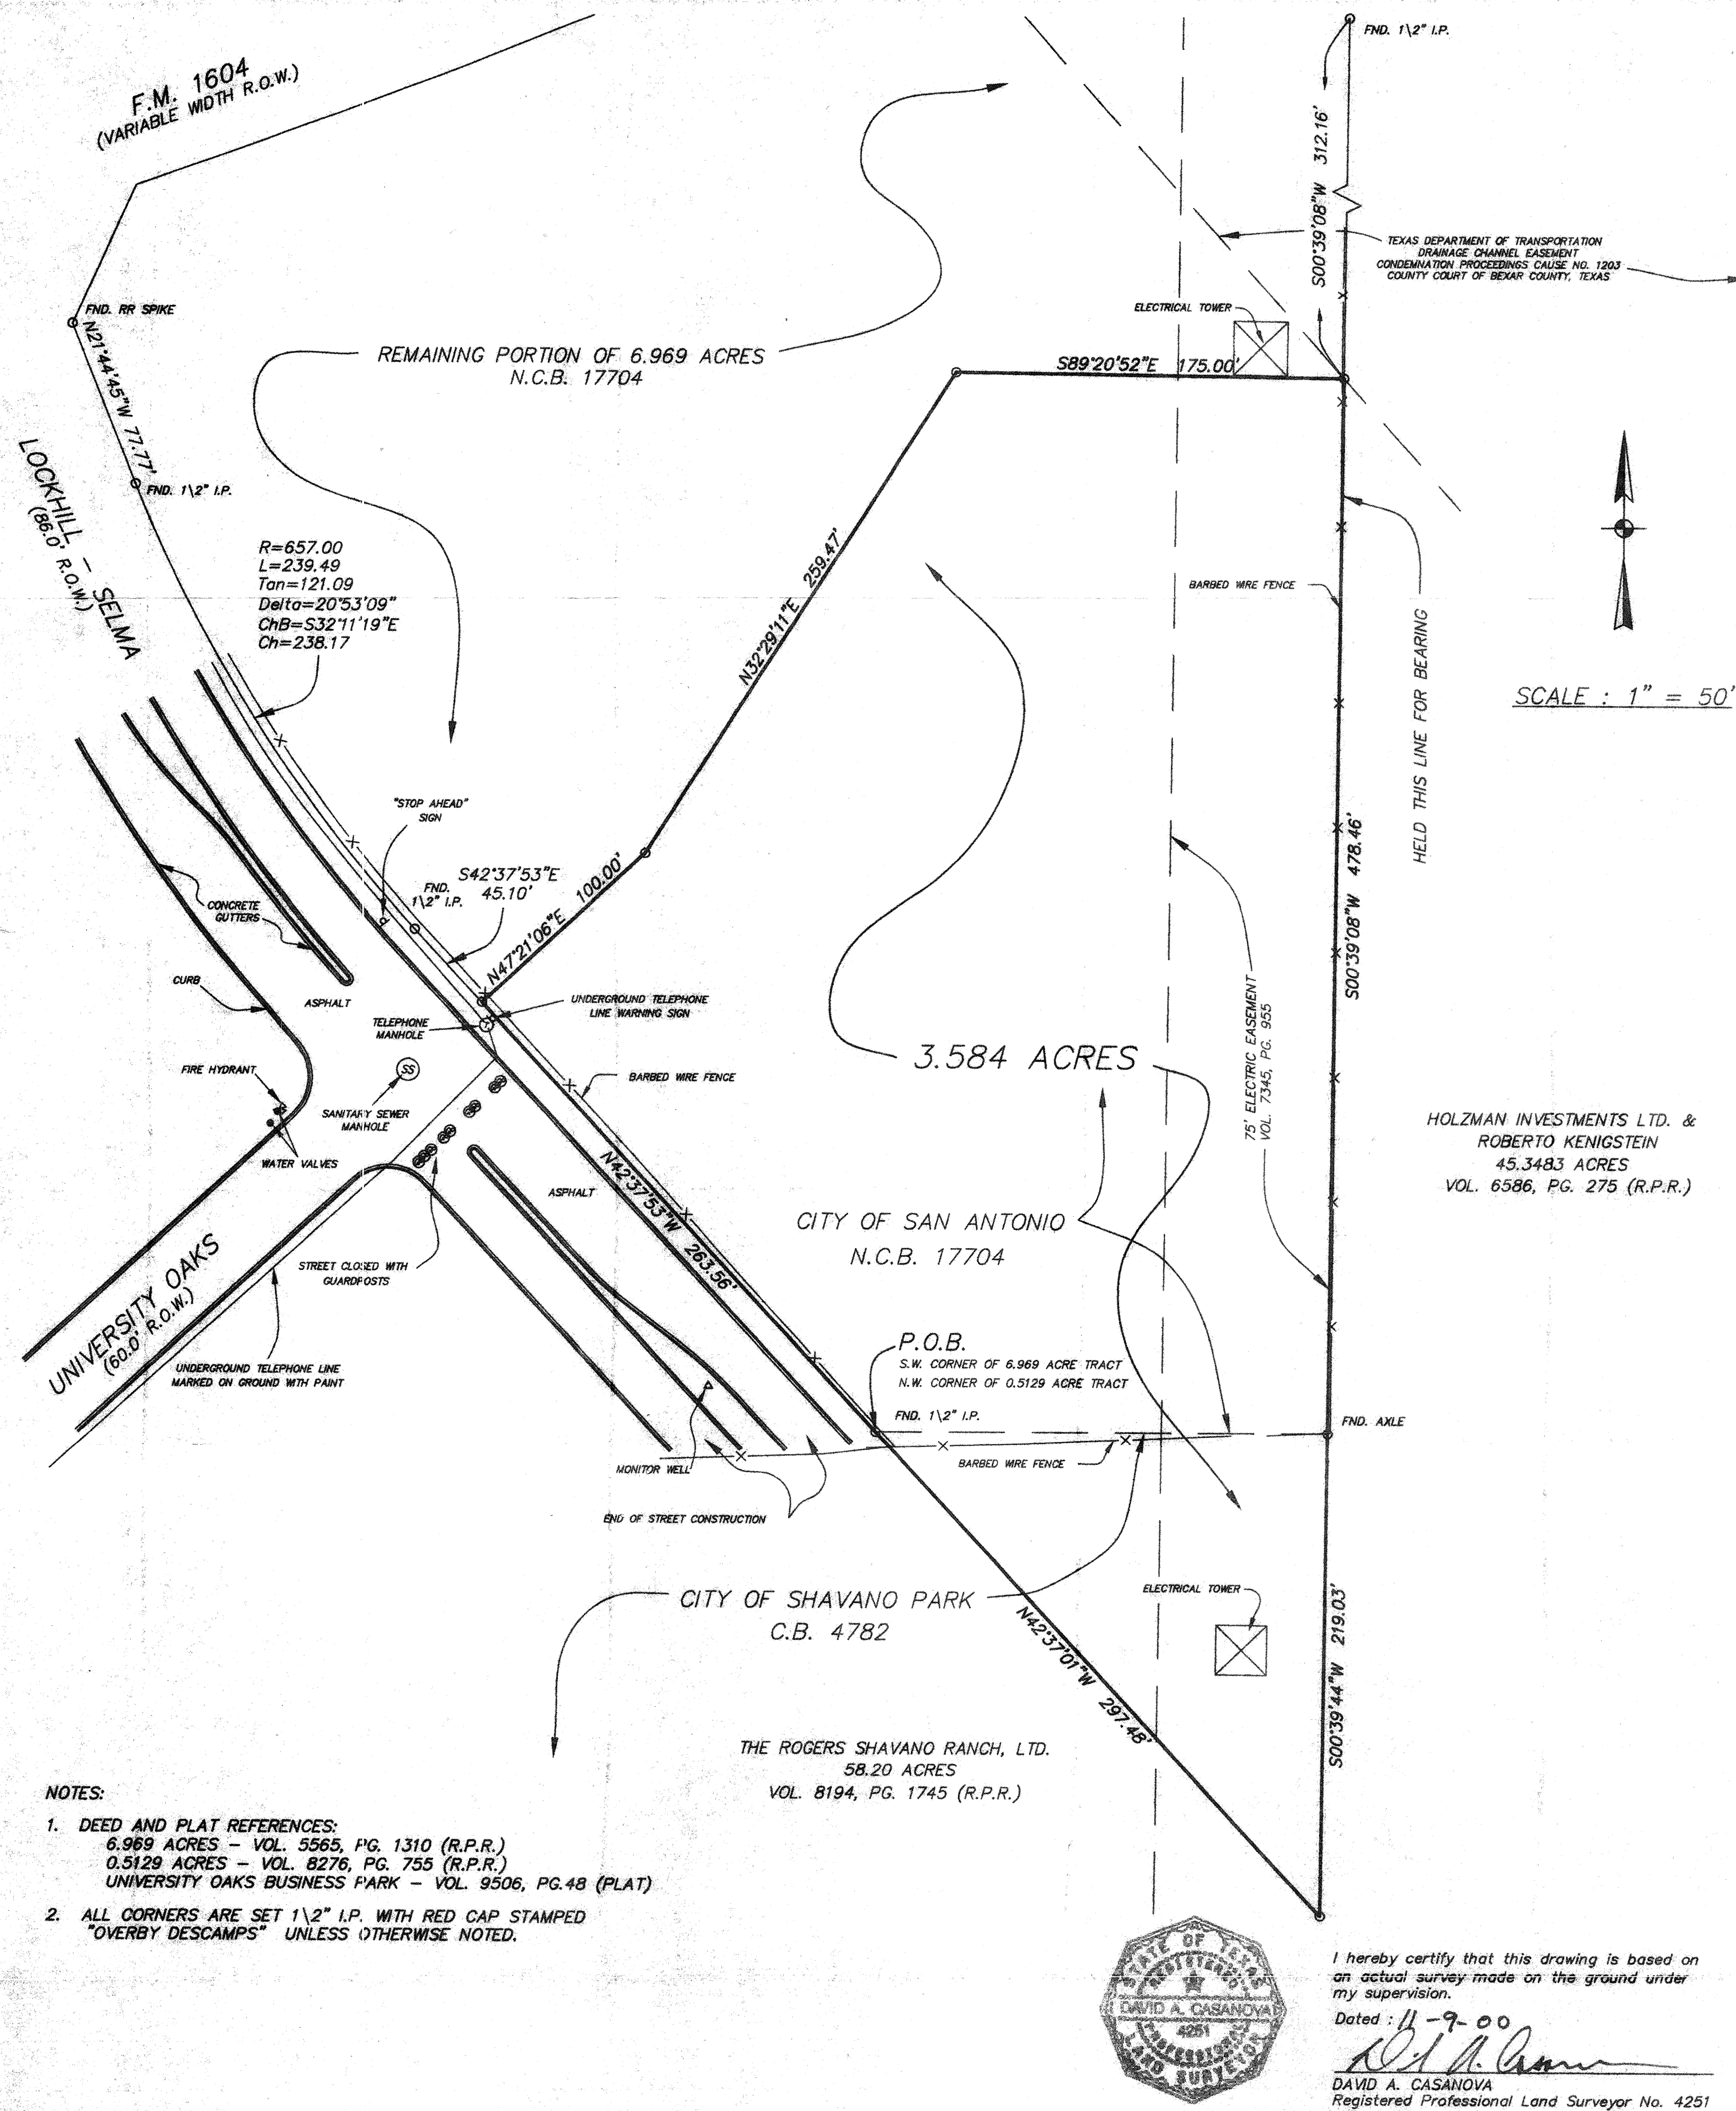 F.M. 1604
(VARIABLE WIDTH R.O.W.)
FND. 1\2" I.P.
S00°39'08"W 312.16'
TEXAS DEPARTMENT OF TRANSPORTATION
DRAINAGE CHANNEL EASEMENT
CONDEMNATION PROCEEDINGS CAUSE NO. 1203
COUNTY COURT OF BEXAR COUNTY, TEXAS
ELECTRICAL TOWER
FND. RR SPIKE
N21°44'45"W 77.77'
REMAINING PORTION OF 6.969 ACRES
N.C.B. 17704
S89°20'52"E 175.00'
LOCKHILL - SELMA
(86.0' R.O.W.)
FND. 1\2" I.P.
R=657.00
L=239.49
Tan=121.09
Delta=20°53'09"
ChB=S32°11'19"E
Ch=238.17
N32°29'11"E 259.47'
BARBED WIRE FENCE
HELD THIS LINE FOR BEARING
SCALE : 1" = 50'
"STOP AHEAD"
SIGN
S42°37'53"E
45.10'
FND.
1\2" I.P.
N47°21'06"E 100.00'
S00°39'08"W 478.46'
CONCRETE
GUTTERS
CURB
ASPHALT
TELEPHONE
MANHOLE
UNDERGROUND TELEPHONE
LINE WARNING SIGN
3.584 ACRES
75' ELECTRIC EASEMENT
VOL. 7345, PG. 955
FIRE HYDRANT
SS
BARBED WIRE FENCE
SANITARY SEWER
MANHOLE
WATER VALVES
HOLZMAN INVESTMENTS LTD. &
ROBERTO KENIGSTEIN
45.3483 ACRES
VOL. 6586, PG. 275 (R.P.R.)
ASPHALT
N42°37'53"W 263.56'
CITY OF SAN ANTONIO
N.C.B. 17704
STREET CLOSED WITH
GUARDPOSTS
UNIVERSITY OAKS
(60.0' R.O.W.)
UNDERGROUND TELEPHONE LINE
MARKED ON GROUND WITH PAINT
P.O.B.
S.W. CORNER OF 6.969 ACRE TRACT
N.W. CORNER OF 0.5129 ACRE TRACT
FND. 1\2" I.P.
FND. AXLE
MONITOR WELL
BARBED WIRE FENCE
END OF STREET CONSTRUCTION
CITY OF SHAVANO PARK
C.B. 4782
ELECTRICAL TOWER
N42°37'01"W 297.48'
S00°39'44"W 219.03'
THE ROGERS SHAVANO RANCH, LTD.
58.20 ACRES
VOL. 8194, PG. 1745 (R.P.R.)
NOTES:
1. DEED AND PLAT REFERENCES:
6.969 ACRES - VOL. 5565, PG. 1310 (R.P.R.)
0.5129 ACRES - VOL. 8276, PG. 755 (R.P.R.)
UNIVERSITY OAKS BUSINESS PARK - VOL. 9506, PG.48 (PLAT)
2. ALL CORNERS ARE SET 1\2" I.P. WITH RED CAP STAMPED
"OVERBY DESCAMPS" UNLESS OTHERWISE NOTED.
STATE OF TEXAS
REGISTERED
DAVID A. CASANOVA
4251
PROFESSIONAL
LAND SURVEYOR
I hereby certify that this drawing is based on
an actual survey made on the ground under
my supervision.
Dated : 11-9-00
DAVID A. CASANOVA
Registered Professional Land Surveyor No. 4251